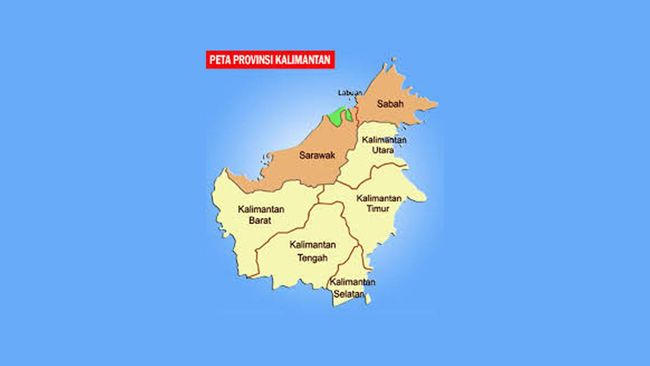 PETA PROVINSI KALIMANTAN
Labuan
Sabah
Kalimantan
Utara
Sarawak
Kalimantan
Timur
Kalimantan
Barat
Kalimantan
Tengah
Kalimantan
Selatan